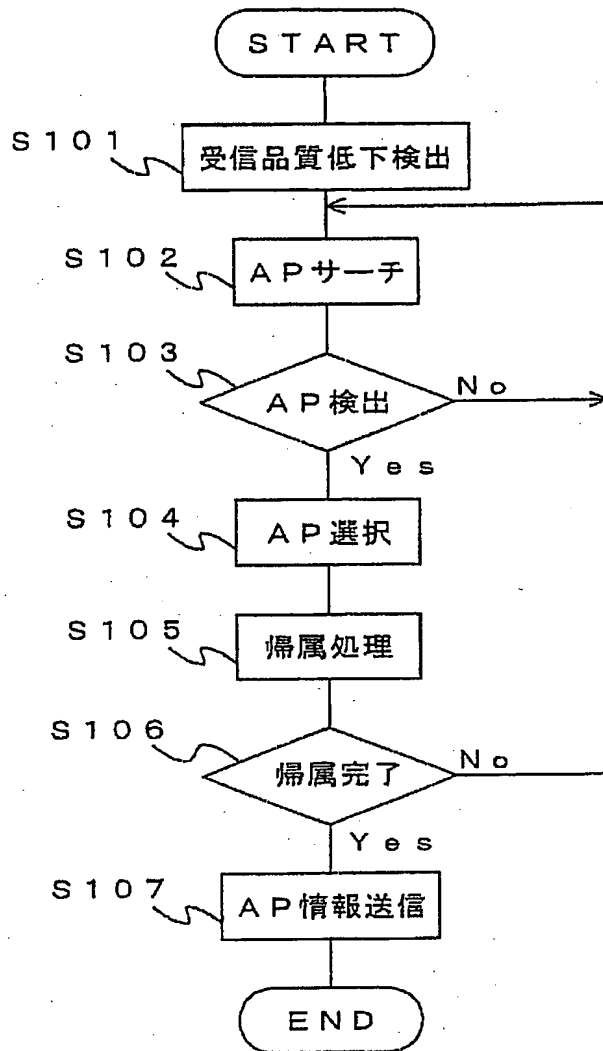 START
S101
受信品質低下検出
S102
APサーチ
S103
AP検出
No
Yes
S104
AP選択
S105
帰属処理
S106
帰属完了
No
Yes
S107
AP情報送信
END